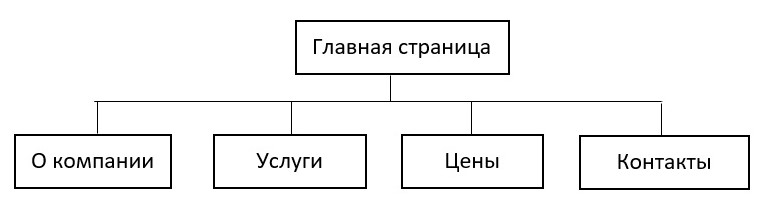 Главная страница
О компании
Услуги
Цены
Контакты